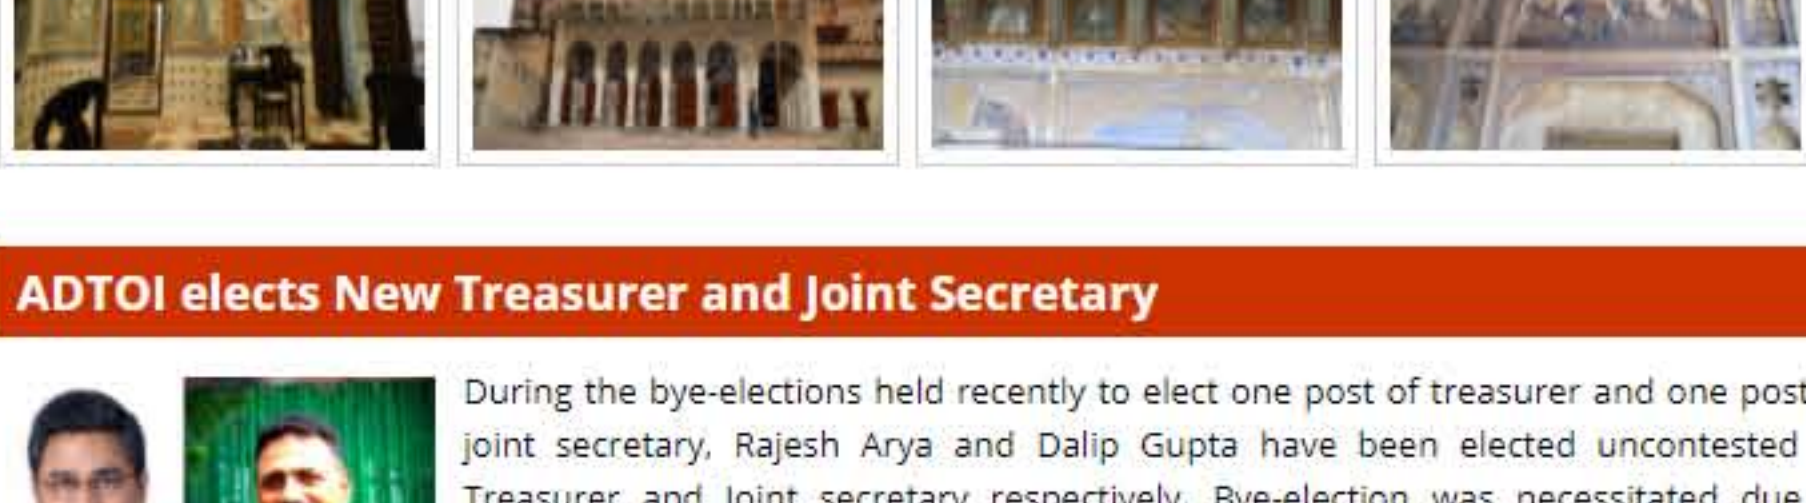 ADTOI elects New Treasurer and Joint Secretary
During the bye-elections held recently to elect one post of treasurer and one post
joint secretary, Rajesh Arya and Dalip Gupta have been elected uncontested
Treasurer and Joint secretary respectively. Bye-election was necessitated due